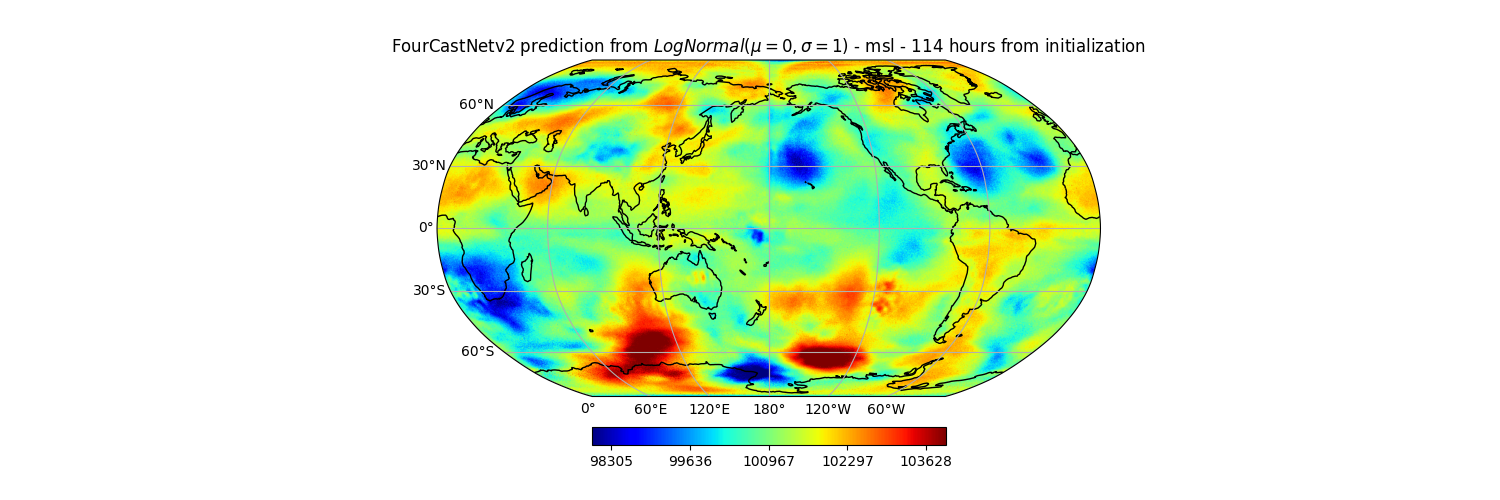 FourCastNetv2 prediction from LogNormal(μ = 0, σ = 1) - msl - 114 hours from initialization
60°N
30°N
0°
30°S
60°S
0° 60°E 120°E 180° 120°W 60°W
98305 99636 100967 102297 103628